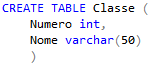 CREATE TABLE Classe (
    Numero int,
    Nome varchar(50)
    )